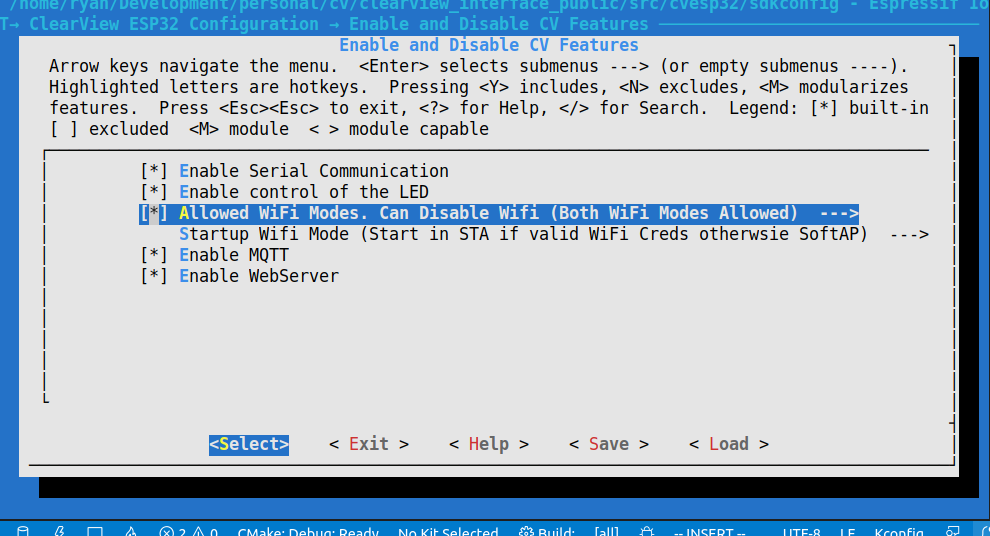 /home/ryan/Development/personal/cv/clearview_interface_public/src/cvesp32/sdkconfig - Espressif Io
T→ ClearView ESP32 Configuration → Enable and Disable CV Features
Enable and Disable CV Features
Arrow keys navigate the menu.  <Enter> selects submenus ---> (or empty submenus ----).
Highlighted letters are hotkeys.  Pressing <Y> includes, <N> excludes, <M> modularizes
features.  Press <Esc><Esc> to exit, <?> for Help, </> for Search.  Legend: [*] built-in
[ ] excluded  <M> module  < > module capable
[*] Enable Serial Communication
[*] Enable control of the LED
[*] Allowed WiFi Modes. Can Disable Wifi (Both WiFi Modes Allowed)  --->
Startup Wifi Mode (Start in STA if valid WiFi Creds otherwsie SoftAP)  --->
[*] Enable MQTT
[*] Enable WebServer
<Select>    < Exit >    < Help >    < Save >    < Load >
2 0 CMake: Debug: Ready No Kit Selected Build: [all] -- INSERT -- UTF-8 LF Kconfig